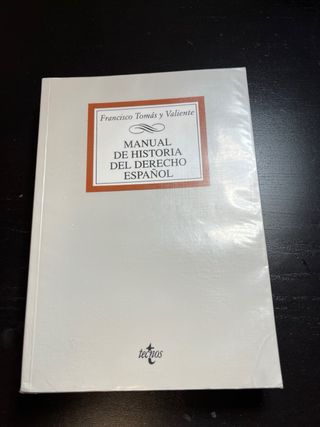 Francisco Tomás y Valiente
MANUAL
DE HISTORIA
DEL DERECHO
ESPAÑOL
tecnos